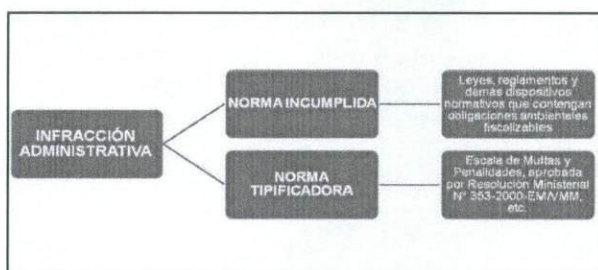 INFRACCIÓN
ADMINISTRATIVA
NORMA INCUMPLIDA
Leyes, reglamentos y
demás dispositivos
normativos que contengan
obligaciones ambientales
fiscalizables
NORMA
TIPIFICADORA
Escala de Multas y
Penalidades, aprobada
por Resolución Ministerial
N° 353-2000-EM/VMM,
etc.